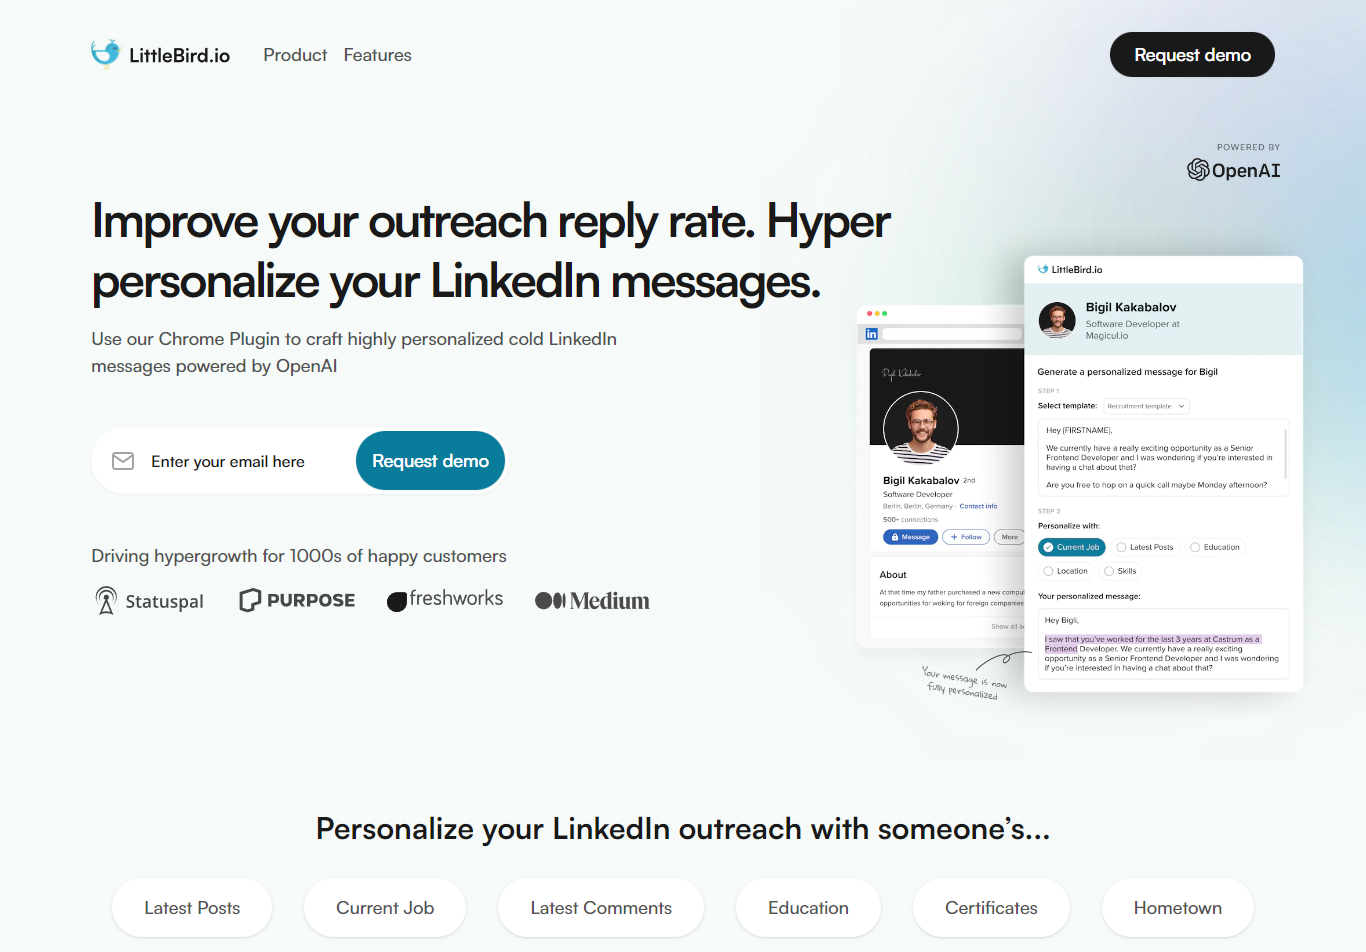 LittleBird.io
Product
Features
Request demo
POWERED BY
OpenAI
Improve your outreach reply rate. Hyper
personalize your LinkedIn messages.
Use our Chrome Plugin to craft highly personalized cold LinkedIn
messages powered by OpenAI
Enter your email here
Request demo
Driving hypergrowth for 1000s of happy customers
Statuspal
PURPOSE
freshworks
Medium
in
Bigil Kakabalov
Bigil Kakabalov 2nd
Software Developer
Berlin, Berlin, Germany · Contact info
500+ connections
Message
+ Follow
More
About
At that time my father purchased a new
opportunities for woking for foreign companies
Show all
Your message is now
fully personalized
LittleBird.io
Bigil Kakabalov
Software Developer at
Magicul.io
Generate a personalized message for Bigil
STEP 1
Select template:
Recruitment template
Hey {FIRSTNAME},
We currently have a really exciting opportunity as a Senior
Frontend Developer and I was wondering if you're interested in
having a chat about that?
Are you free to hop on a quick call maybe Monday afternoon?
STEP 2
Personalize with:
Current Job
Latest Posts
Education
Location
Skills
Your personalized message:
Hey Bigli,
I saw that you've worked for the last 3 years at Castrum as a
Frontend Developer. We currently have a really exciting
opportunity as a Senior Frontend Developer and I was wondering
if you're interested in having a chat about that?
Personalize your LinkedIn outreach with someone's...
Latest Posts
Current Job
Latest Comments
Education
Certificates
Hometown